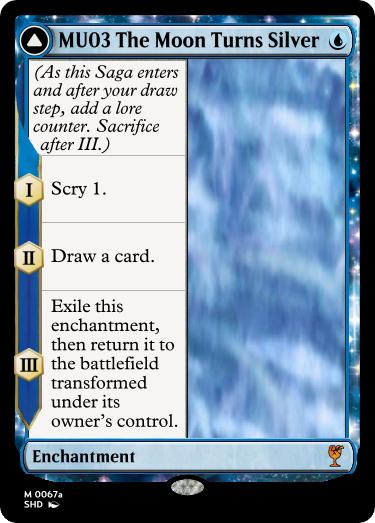 MU03 The Moon Turns Silver
(As this Saga enters
and after your draw
step, add a lore
counter. Sacrifice
after III.)
I
Scry 1.
II
Draw a card.
III
Exile this
enchantment,
then return it to
the battlefield
transformed
under its
owner's control.
Enchantment
M 0067a
SHD